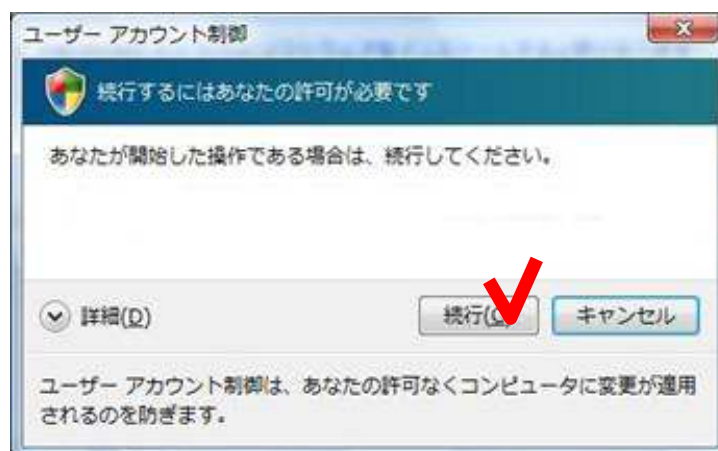 ユーザー アカウント制御
続行するにはあなたの許可が必要です
あなたが開始した操作である場合は、続行してください。
詳細(D)
続行(C)
キャンセル
ユーザー アカウント制御は、あなたの許可なくコンピュータに変更が適用
されるのを防ぎます。